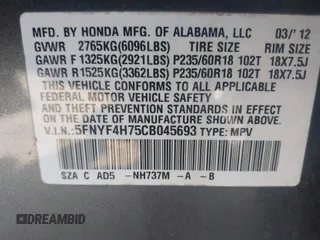 MFD. BY HONDA MFG. OF ALABAMA, LLC 03/'12
GVWR 2765KG(6096LBS) TIRE SIZE RIM SIZE
GAWR F 1325KG(2921LBS) P235/60R18 102T 18X7.5J
GAWR R1525KG(3362LBS) P235/60R18 102T 18X7.5J
THIS VEHICLE CONFORMS TO ALL APPLICABLE
FEDERAL MOTOR VEHICLE SAFETY AND THEFT
PREVENTION STANDARDS IN EFFECT ON THE DATE
OF MANUFACTURE SHOWN ABOVE.
V.I.N.: 5FNYF4H75CB045693 TYPE: MPV
SZA C AD5 -NH737M -A -B
DREAMBID